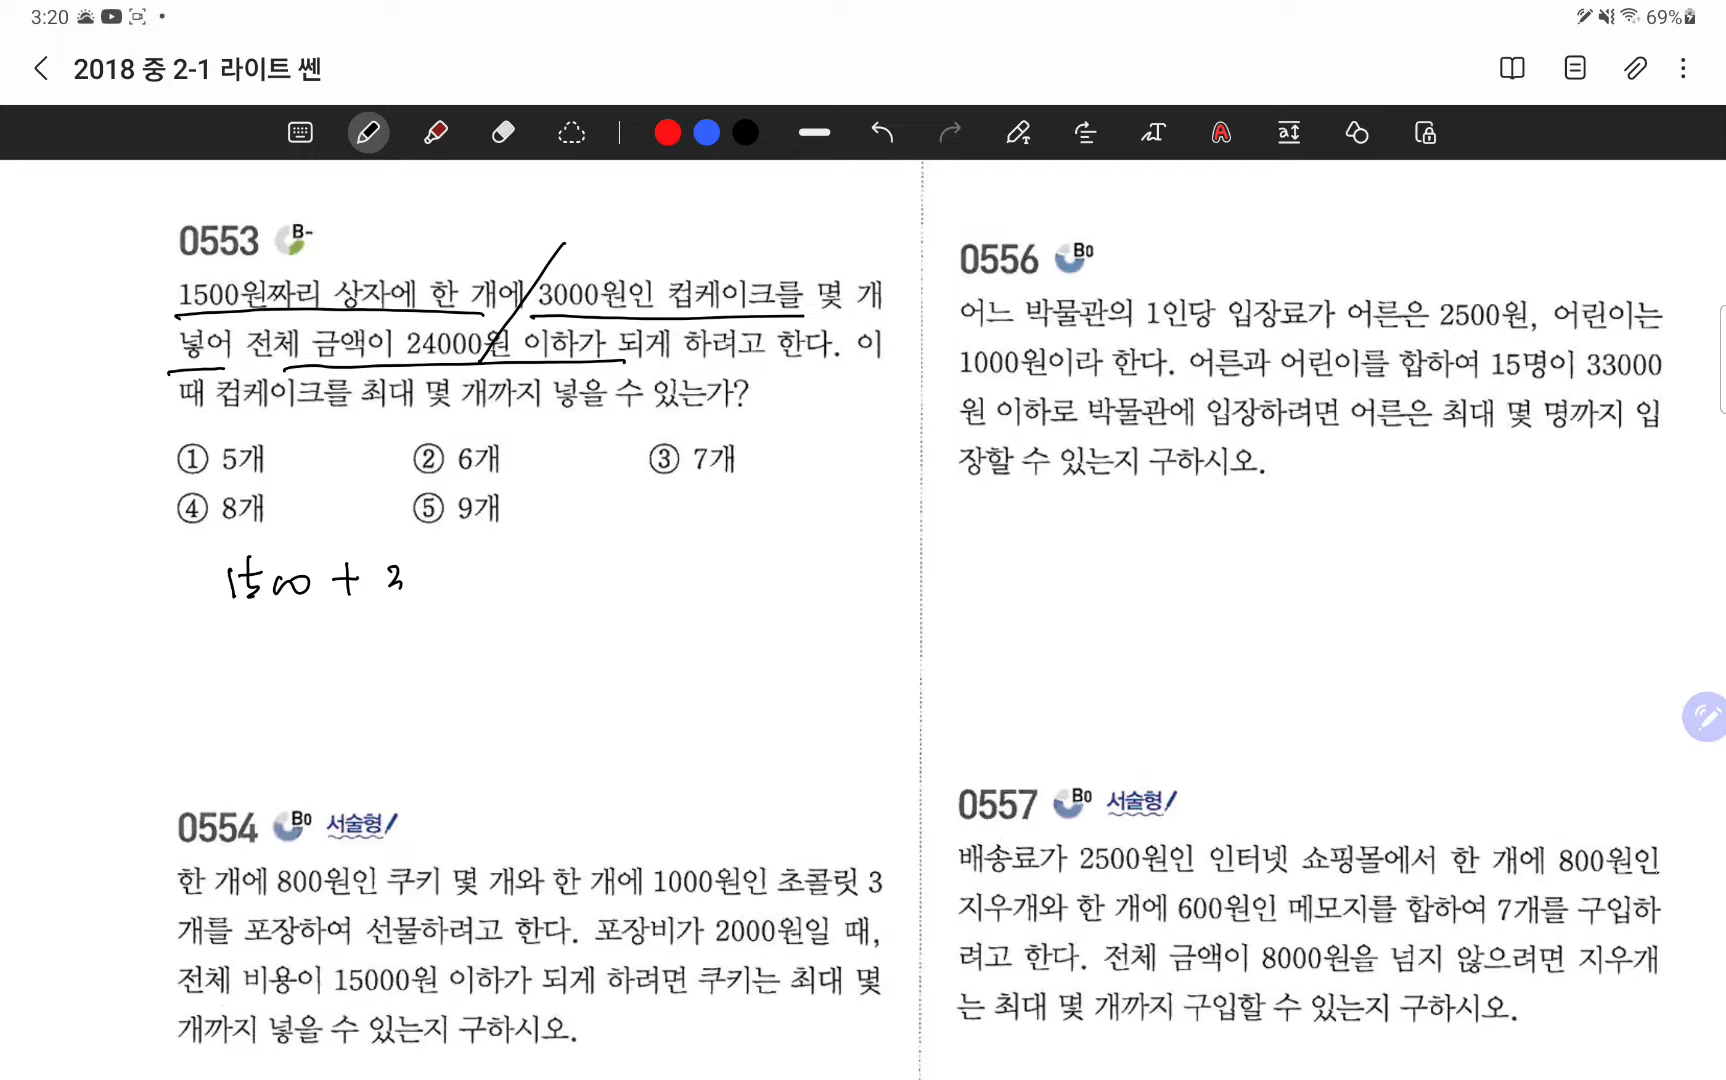 3:20
69%
2018 중 2-1 라이트 쎈
0553 B-
1500원짜리 상자에 한 개에 3000원인 컵케이크를 몇 개
넣어 전체 금액이 24000원 이하가 되게 하려고 한다. 이
때 컵케이크를 최대 몇 개까지 넣을 수 있는가?
① 5개 ② 6개 ③ 7개
④ 8개 ⑤ 9개
1500 + 3
0554 B0 서술형
한 개에 800원인 쿠키 몇 개와 한 개에 1000원인 초콜릿 3
개를 포장하여 선물하려고 한다. 포장비가 2000원일 때,
전체 비용이 15000원 이하가 되게 하려면 쿠키는 최대 몇
개까지 넣을 수 있는지 구하시오.
0556 B0
어느 박물관의 1인당 입장료가 어른은 2500원, 어린이는
1000원이라 한다. 어른과 어린이를 합하여 15명이 33000
원 이하로 박물관에 입장하려면 어른은 최대 몇 명까지 입
장할 수 있는지 구하시오.
0557 B0 서술형
배송료가 2500원인 인터넷 쇼핑몰에서 한 개에 800원인
지우개와 한 개에 600원인 메모지를 합하여 7개를 구입하
려고 한다. 전체 금액이 8000원을 넘지 않으려면 지우개
는 최대 몇 개까지 구입할 수 있는지 구하시오.